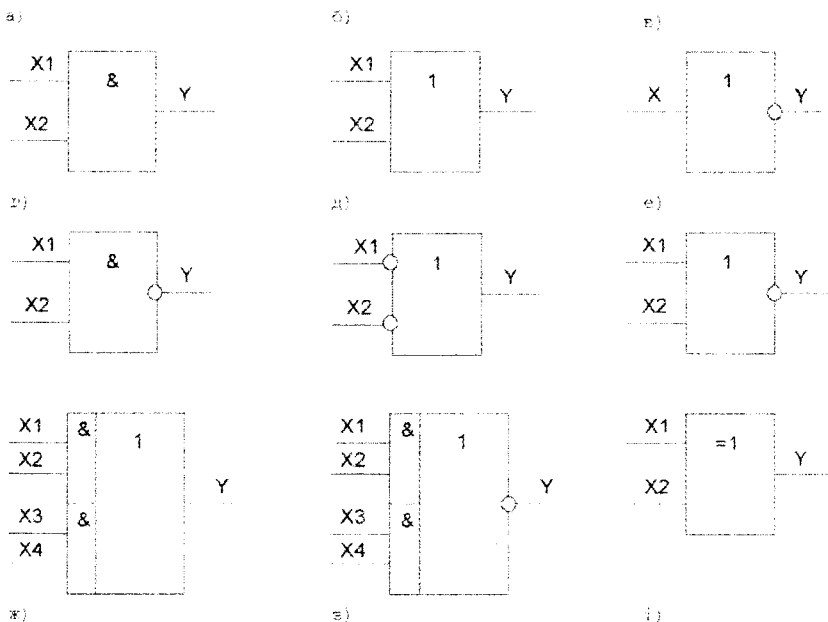 а) б) в)
X1 & Y X1 1 Y X 1 Y
X2 X2
г) д) е)
X1 & Y X1 1 Y X1 1 Y
X2 X2 X2
X1 & 1 X1 & 1 X1 =1
X2 X2 Y
Y Y X2
X3 & X3 &
X4 X4
ж) з) і)